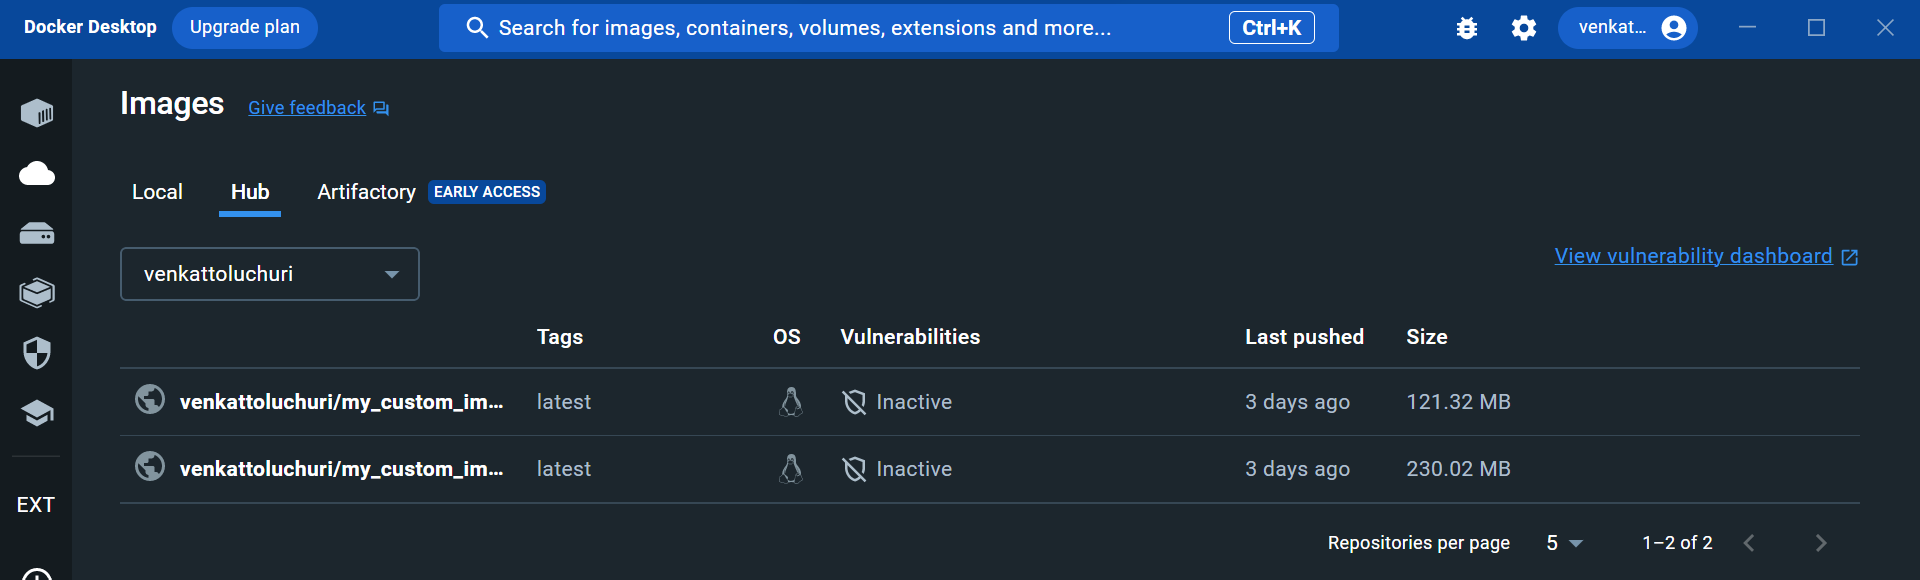 Docker Desktop Upgrade plan Search for images, containers, volumes, extensions and more... Ctrl+K venkat...
Images Give feedback
Local Hub Artifactory EARLY ACCESS
venkattoluchuri View vulnerability dashboard
Tags OS Vulnerabilities Last pushed Size
venkattoluchuri/my_custom_im... latest Inactive 3 days ago 121.32 MB
venkattoluchuri/my_custom_im... latest Inactive 3 days ago 230.02 MB
EXT
Repositories per page 5 1–2 of 2